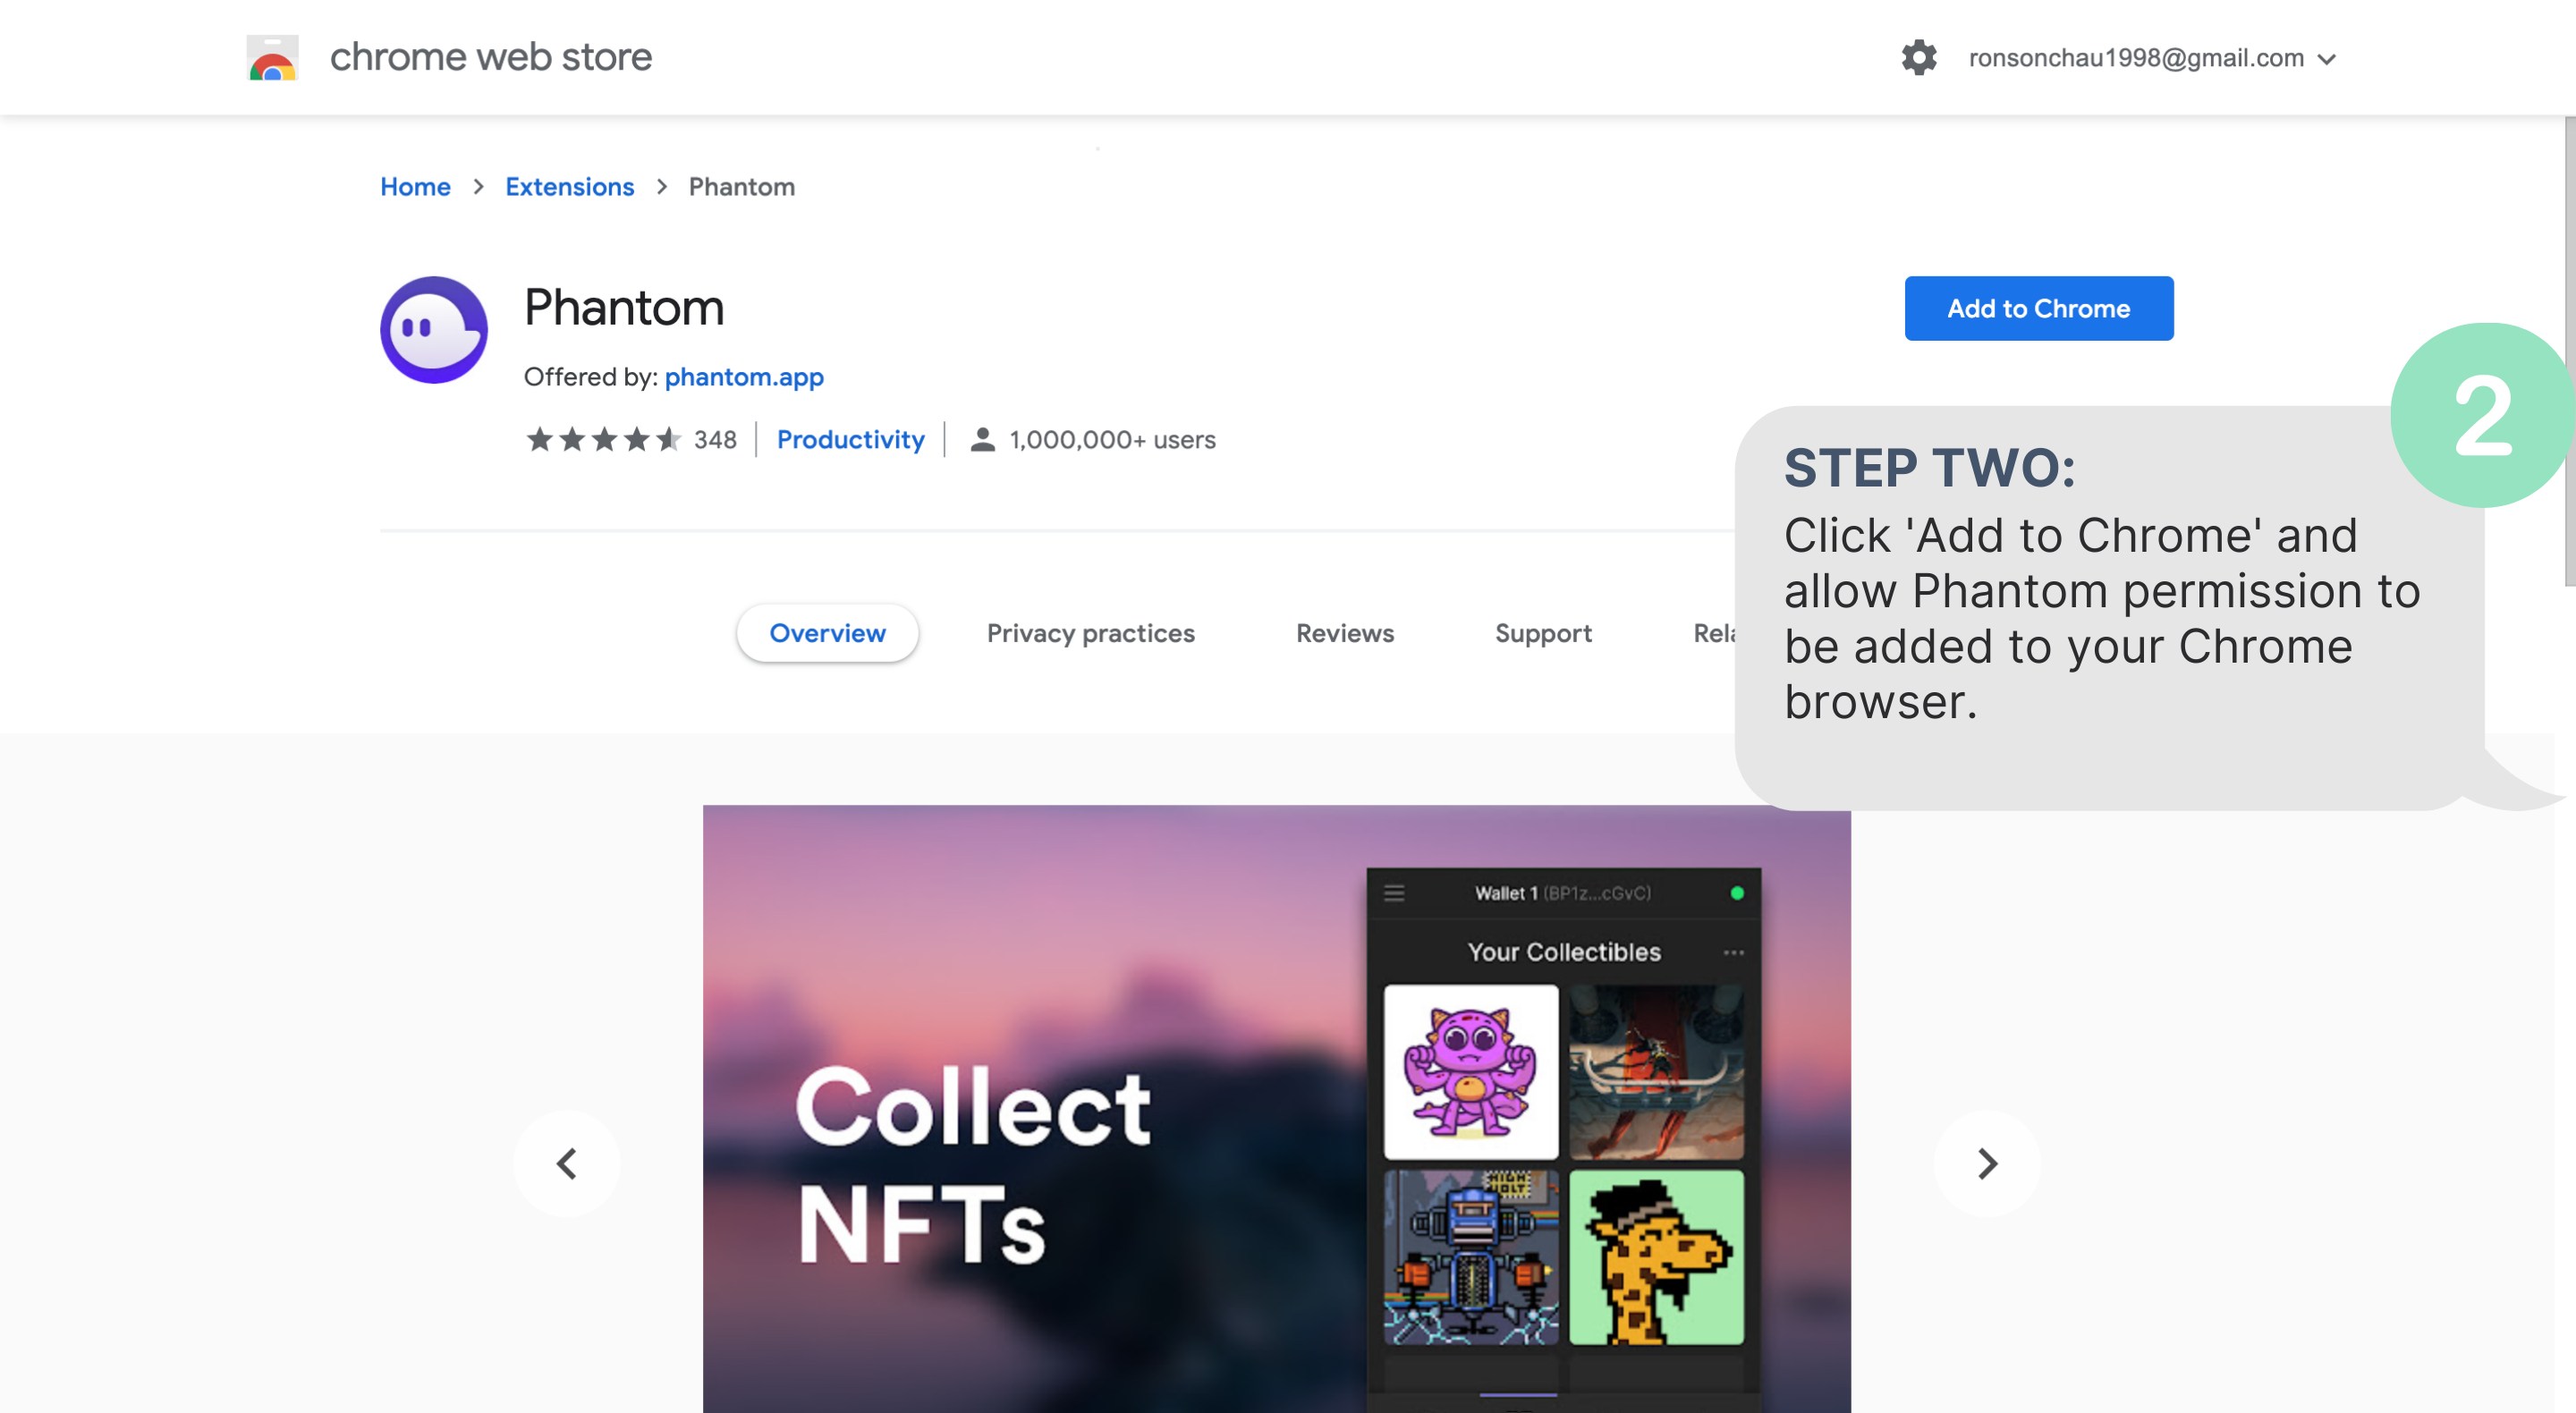 chrome web store
ronsonchau1998@gmail.com
Home > Extensions > Phantom
Phantom
Add to Chrome
Offered by: phantom.app
348 Productivity 1,000,000+ users
2
STEP TWO:
Click 'Add to Chrome' and
allow Phantom permission to
be added to your Chrome
browser.
Overview Privacy practices Reviews Support
Wallet 1 (BP1z...cGvC)
Your Collectibles
HIGH
VOLT
Collect
NFTs